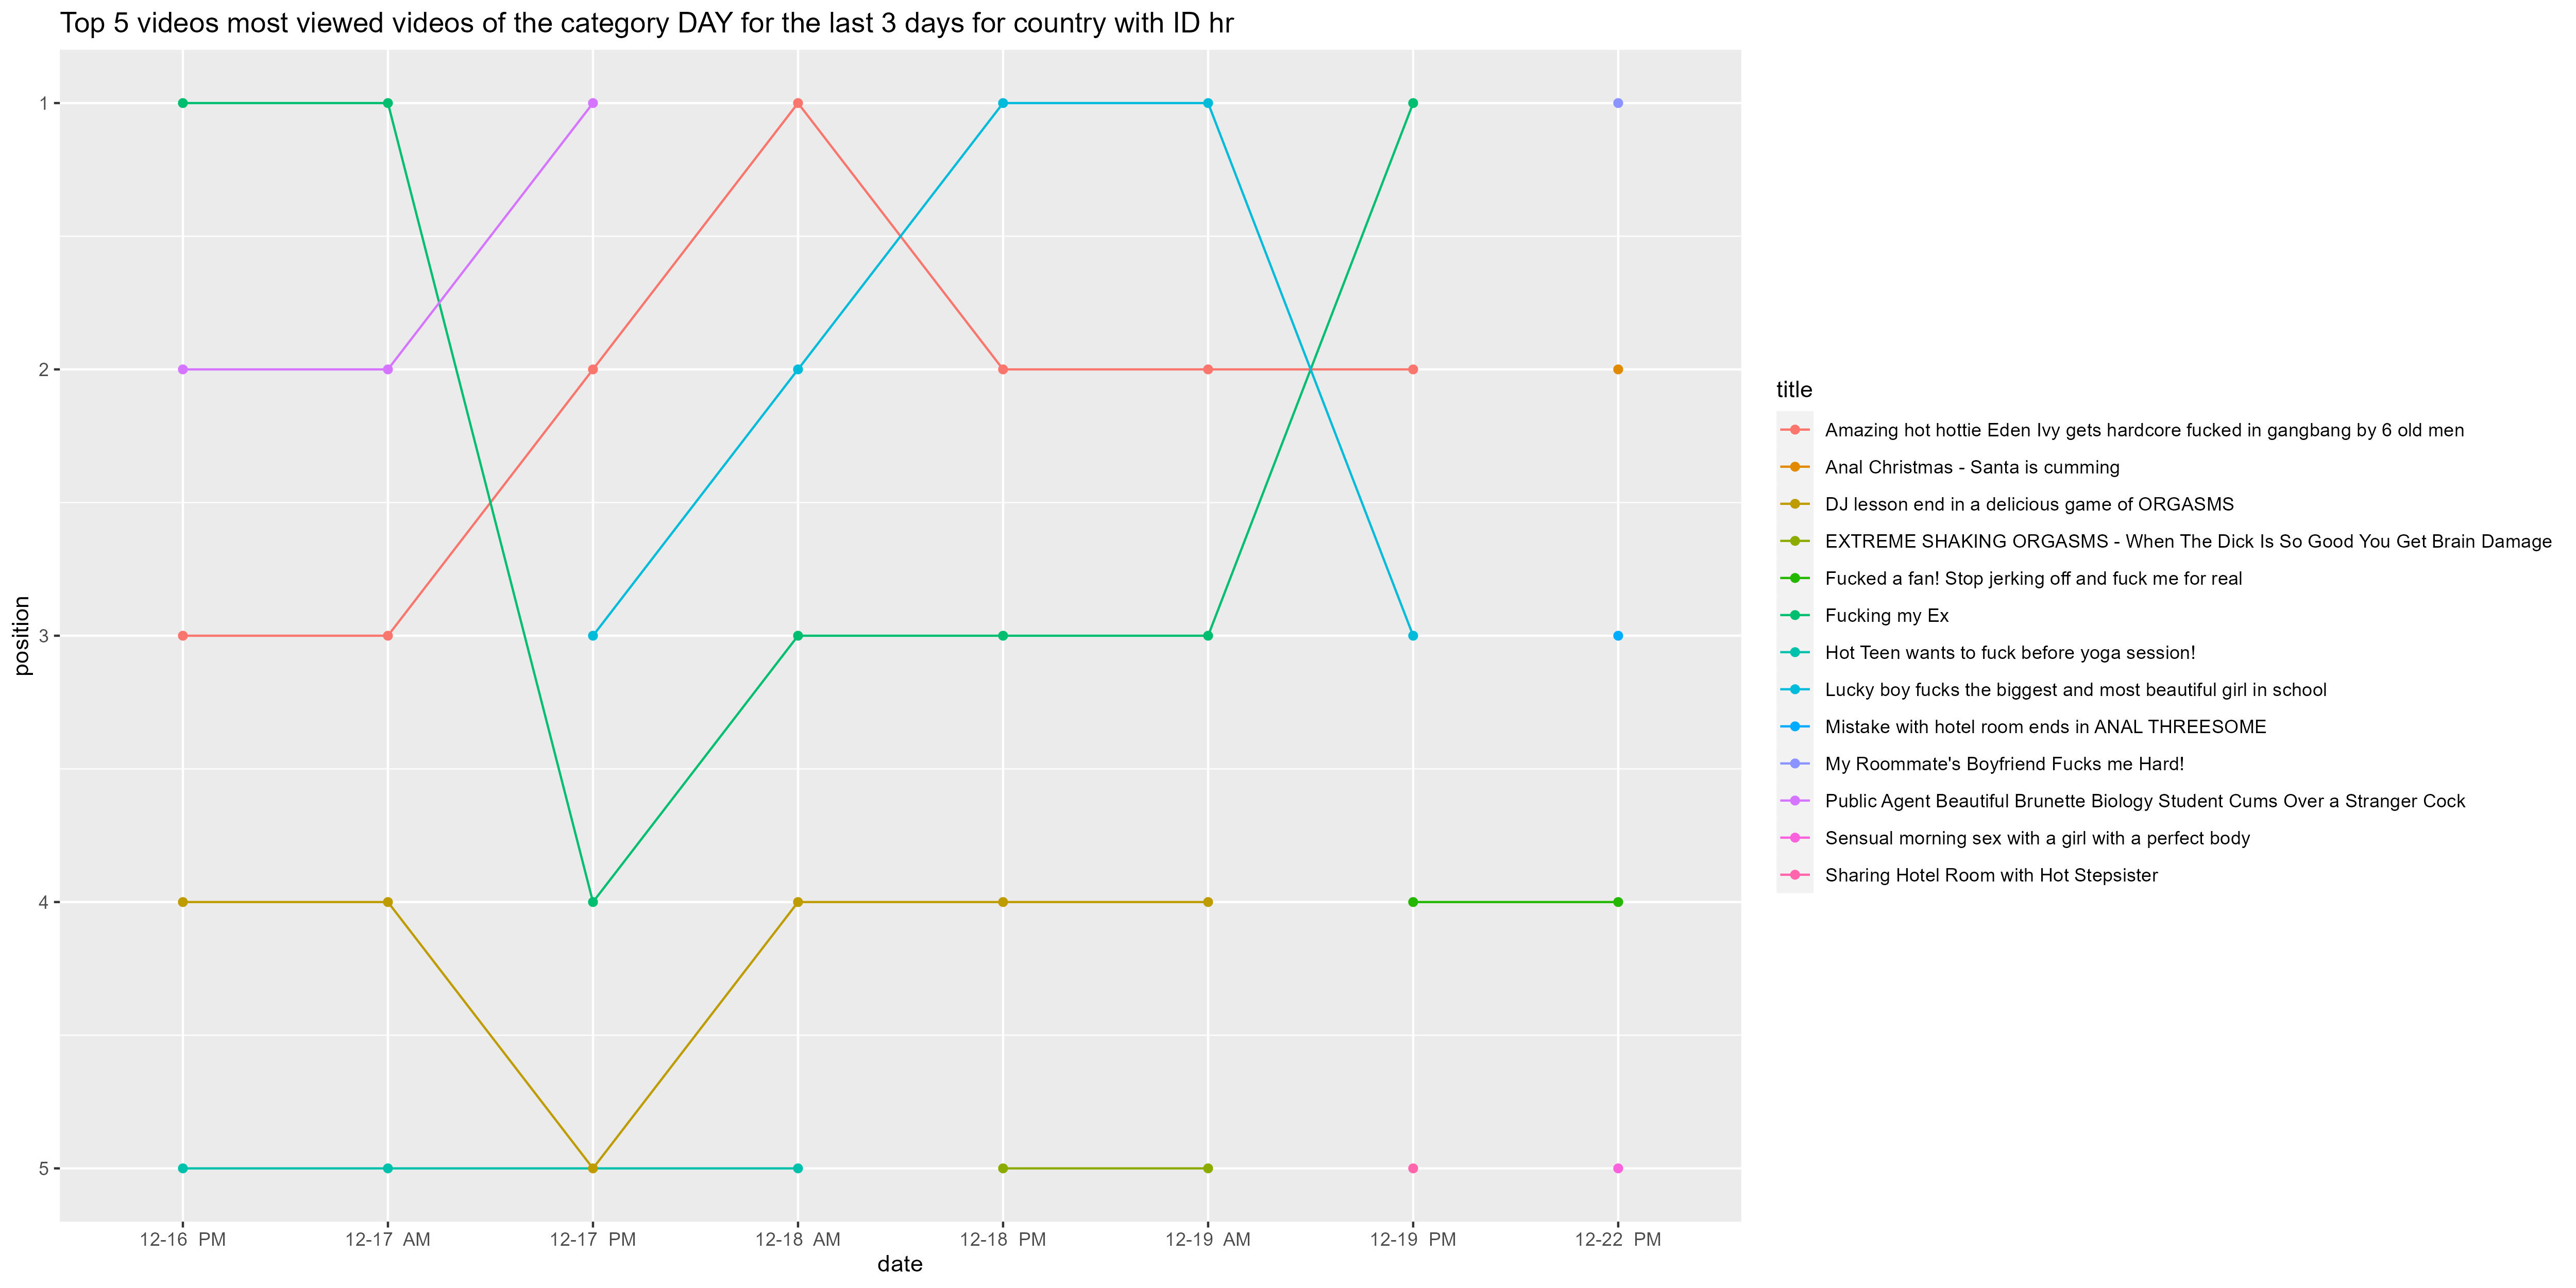 Top 5 videos most viewed videos of the category DAY for the last 3 days for country with ID hr
position
1
2
3
4
5
12-16 PM
12-17 AM
12-17 PM
12-18 AM
12-18 PM
12-19 AM
12-19 PM
12-22 PM
date
title
Amazing hot hottie Eden Ivy gets hardcore fucked in gangbang by 6 old men
Anal Christmas - Santa is cumming
DJ lesson end in a delicious game of ORGASMS
EXTREME SHAKING ORGASMS - When The Dick Is So Good You Get Brain Damage
Fucked a fan! Stop jerking off and fuck me for real
Fucking my Ex
Hot Teen wants to fuck before yoga session!
Lucky boy fucks the biggest and most beautiful girl in school
Mistake with hotel room ends in ANAL THREESOME
My Roommate's Boyfriend Fucks me Hard!
Public Agent Beautiful Brunette Biology Student Cums Over a Stranger Cock
Sensual morning sex with a girl with a perfect body
Sharing Hotel Room with Hot Stepsister